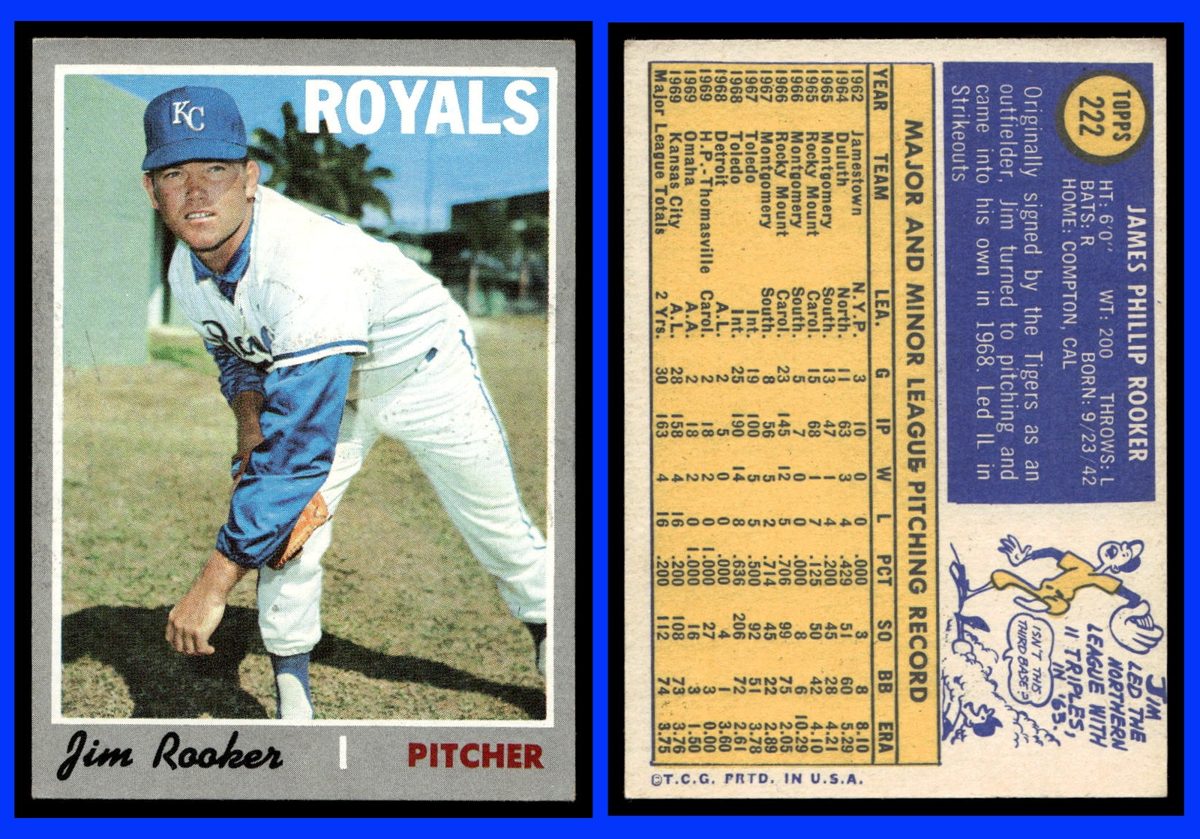 KC
ROYALS
Jim Rooker | PITCHER
TOPPS
222
JAMES PHILLIP ROOKER
HT: 6'0" WT. 200 THROWS: L
BATS: R BORN: 9/23/42
HOME: COMPTON, CAL
Originally signed by the Tigers as an
outfielder, Jim turned to pitching and
came into his own in 1968. Led IL in
Strikeouts
JIM
LED THE
NORTHERN
LEAGUE WITH
11 TRIPLES,
IN '63.
ISN'T THIS
THIRD BASE?
MAJOR AND MINOR LEAGUE PITCHING RECORD
YEAR TEAM LEA. G IP W L PCT SO BB ERA
1962 Jamestown N.Y.P. 3 10 0 0 .000 3 8 8.10
1964 Duluth North. 11 63 3 4 .429 51 60 5.29
1965 Montgomery South. 13 47 1 4 .200 45 28 4.21
1965 Rocky Mount Carol. 15 68 1 7 .125 50 42 4.10
1966 Montgomery South. 5 7 0 0 .000 8 6 10.29
1966 Rocky Mount Carol. 23 145 12 5 .706 99 75 2.05
1967 Montgomery South. 8 56 5 2 .714 45 22 2.89
1967 Toledo Int. 19 100 5 5 .500 92 51 3.78
1968 Toledo Int. 25 190 14 8 .636 206 72 2.61
1968 Detroit A.L. 2 5 0 0 .000 4 1 3.60
1969 H.P.-Thomasville Carol. 2 18 2 0 1.000 27 3 0.00
1969 Omaha A.A. 2 18 2 0 1.000 16 3 1.50
1969 Kansas City A.L. 28 158 4 16 .200 108 73 3.76
Major League Totals 2 Yrs. 30 163 4 16 .200 112 74 3.75
©T.C.G. PRTD. IN U.S.A.